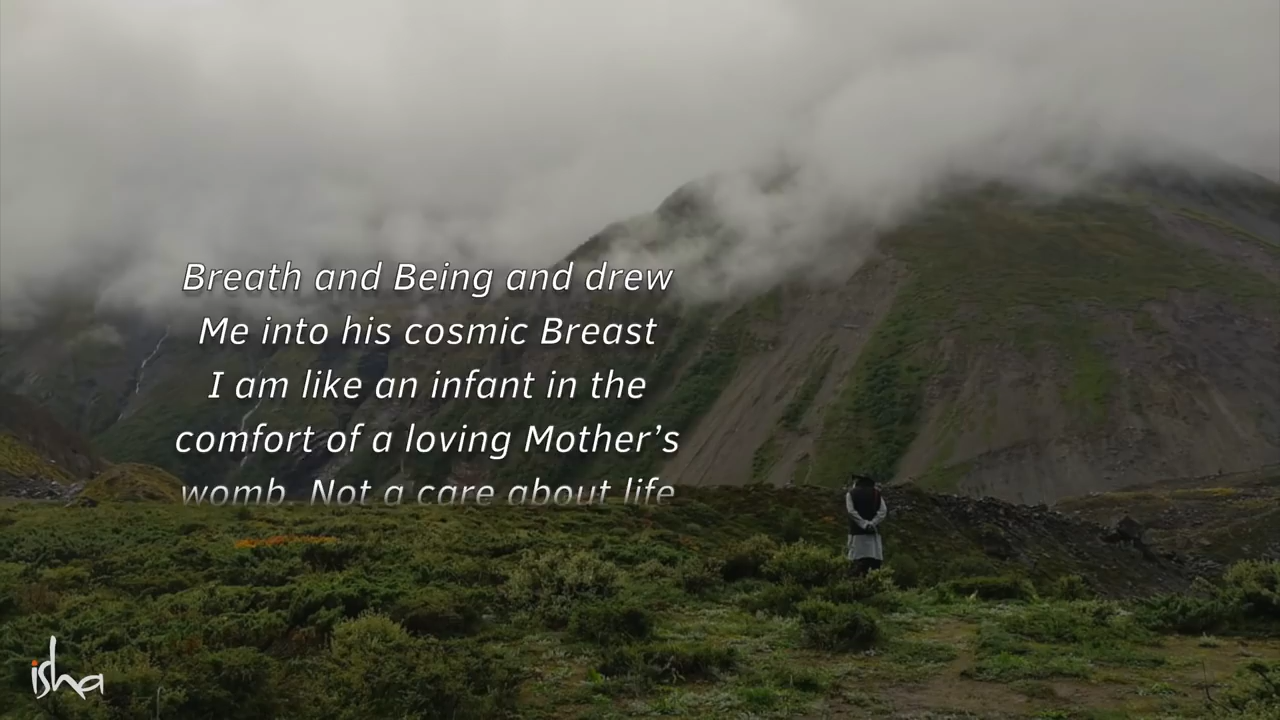 Breath and Being and drew
Me into his cosmic Breast
I am like an infant in the
comfort of a loving Mother’s
womb. Not a care about life
isha